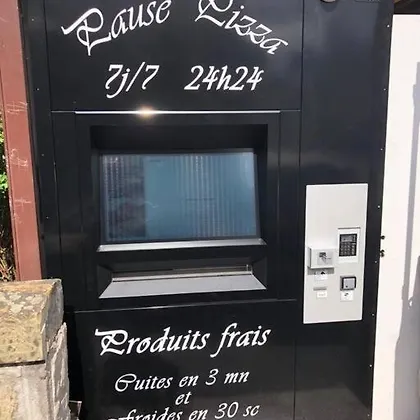 Pause Pizza
7j/7 24h24
Produits frais
Cuites en 3 mn
et
Froides en 30 sc